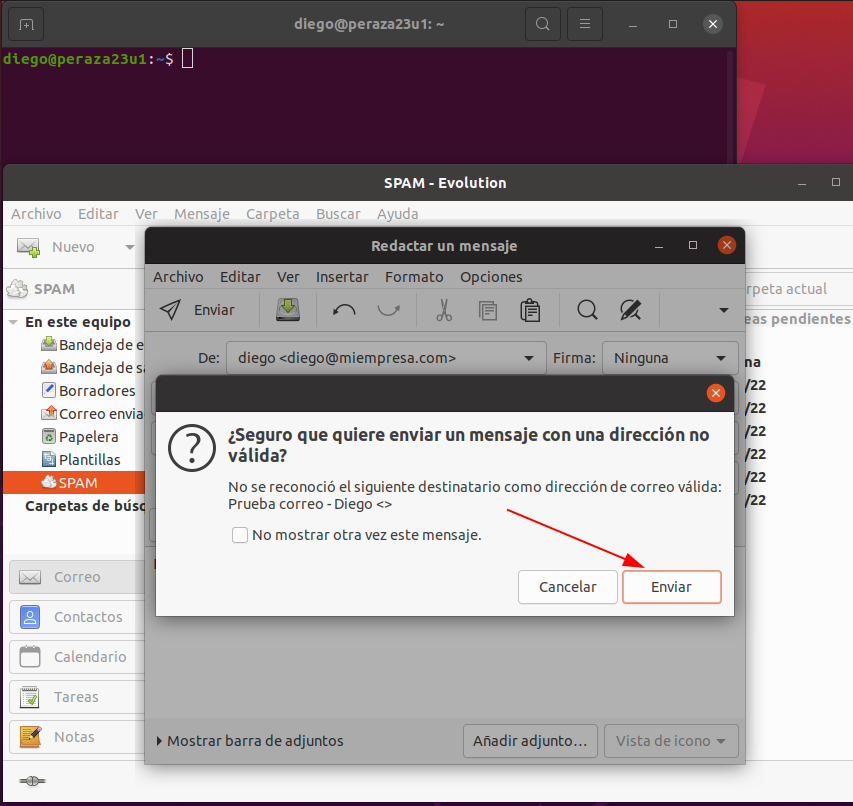 diego@peraza23u1: ~
diego@peraza23u1:~$
SPAM - Evolution
Archivo Editar Ver Mensaje Carpeta Buscar Ayuda
Nuevo
Redactar un mensaje
SPAM
Archivo Editar Ver Insertar Formato Opciones
rpeta actual
Enviar
En este equipo
eas pendientes
Bandeja de e
De: diego <diego@miempresa.com> Firma: Ninguna
na
Bandeja de sa
/22
Borradores
/22
Correo envia
/22
Papelera
/22
Plantillas
/22
SPAM
/22
Carpetas de búsq
¿Seguro que quiere enviar un mensaje con una dirección no
válida?
No se reconoció el siguiente destinatario como dirección de correo válida:
Prueba correo - Diego <>
No mostrar otra vez este mensaje.
Cancelar Enviar
Correo
Contactos
Calendario
Tareas
Notas
Mostrar barra de adjuntos Añadir adjunto… Vista de icono